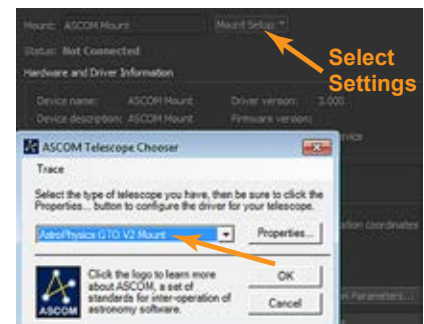 Mount: ASCOM Mount Mount Setup
Status: Not Connected
Select
Settings
Hardware and Driver Information
Device name: ASCOM Mount Driver version: 3.000
Device description: ASCOM Mount Firmware version:
ASCOM Telescope Chooser
Trace
Select the type of telescope you have, then be sure to click the
Properties... button to configure the driver for your telescope.
AstroPhysics GTO V2 Mount Properties...
Click the logo to learn more
about ASCOM, a set of
standards for inter-operation of
astronomy software.
ASCOM
OK
Cancel
coordinates
Parameters...